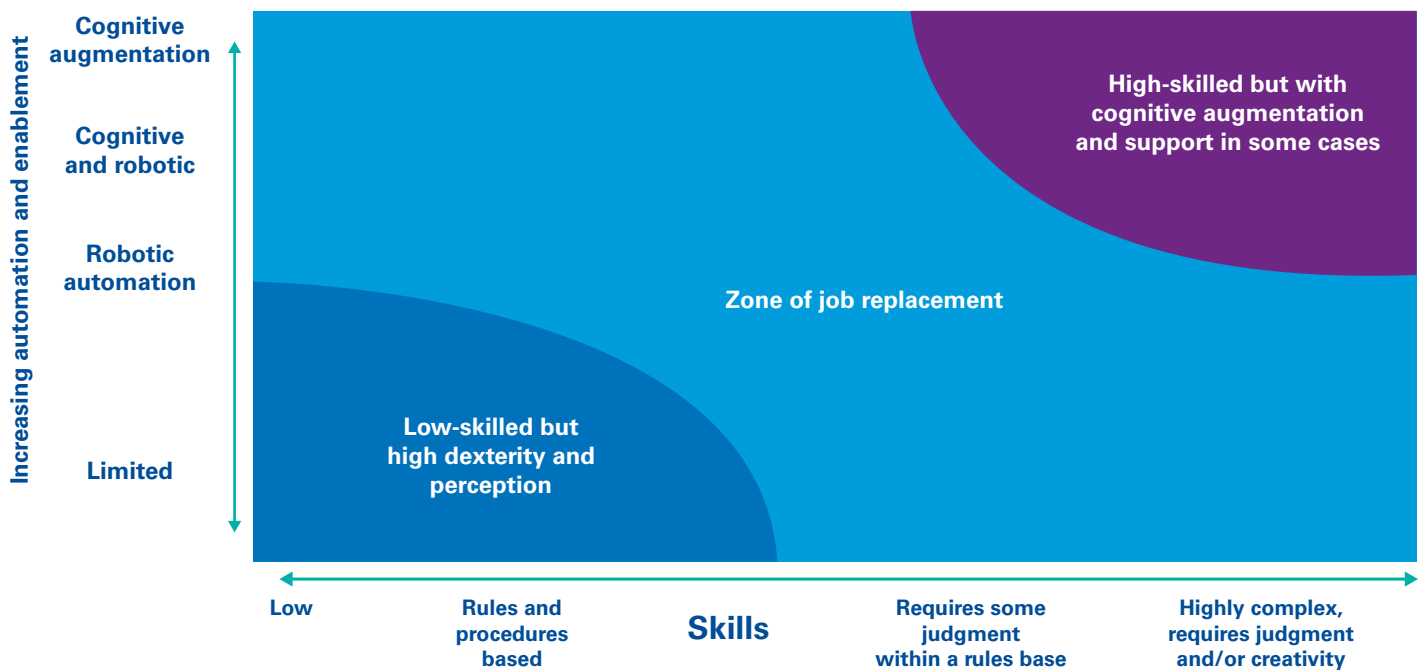 Increasing automation and enablement
Cognitive
augmentation
Cognitive
and robotic
Robotic
automation
Limited
High-skilled but with
cognitive augmentation
and support in some cases
Zone of job replacement
Low-skilled but
high dexterity and
perception
Low
Rules and
procedures
based
Skills
Requires some
judgment
within a rules base
Highly complex,
requires judgment
and/or creativity